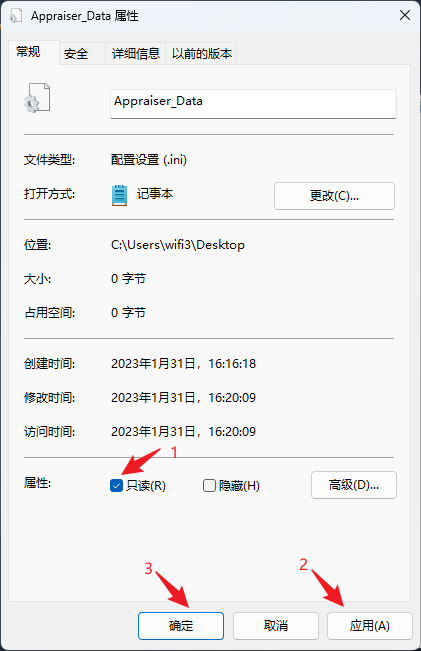 Appraiser_Data 属性
常规 安全 详细信息 以前的版本
Appraiser_Data
文件类型: 配置设置 (.ini)
打开方式: 记事本 更改(C)...
位置: C:\Users\wifi3\Desktop
大小: 0 字节
占用空间: 0 字节
创建时间: 2023年1月31日，16:16:18
修改时间: 2023年1月31日，16:20:09
访问时间: 2023年1月31日，16:20:09
1
属性: 只读(R) 隐藏(H) 高级(D)...
3 2
确定 取消 应用(A)